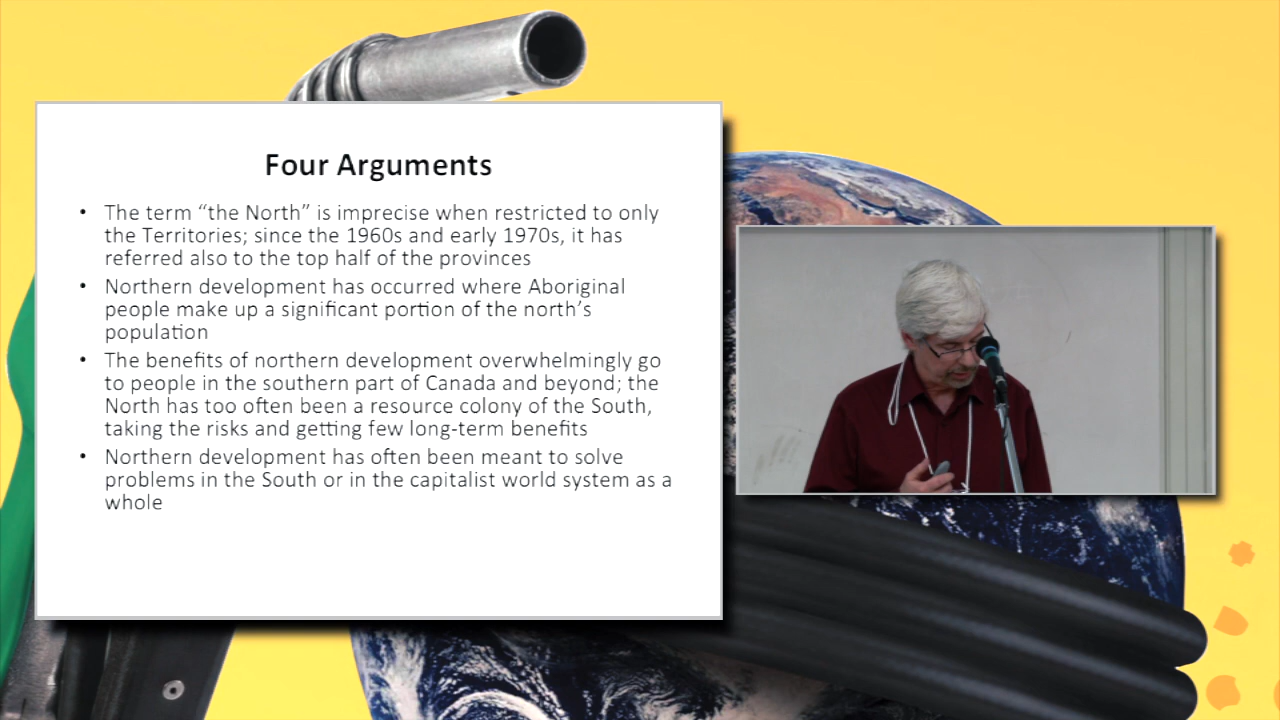 Four Arguments
• The term “the North” is imprecise when restricted to only
the Territories; since the 1960s and early 1970s, it has
referred also to the top half of the provinces
• Northern development has occurred where Aboriginal
people make up a significant portion of the north’s
population
• The benefits of northern development overwhelmingly go
to people in the southern part of Canada and beyond; the
North has too often been a resource colony of the South,
taking the risks and getting few long-term benefits
• Northern development has often been meant to solve
problems in the South or in the capitalist world system as a
whole